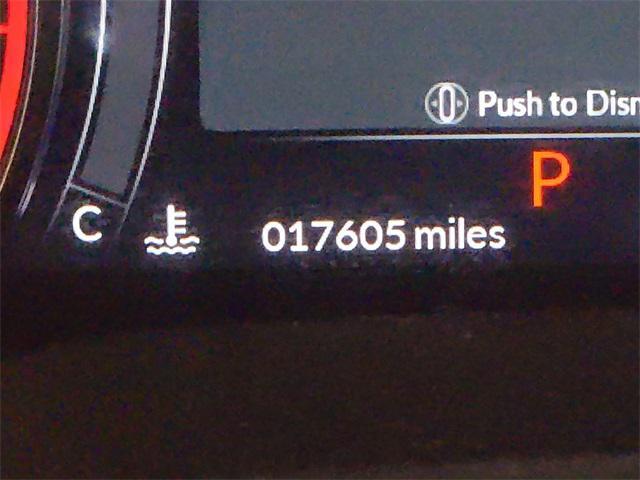 Push to Dism
P
C
017605 miles